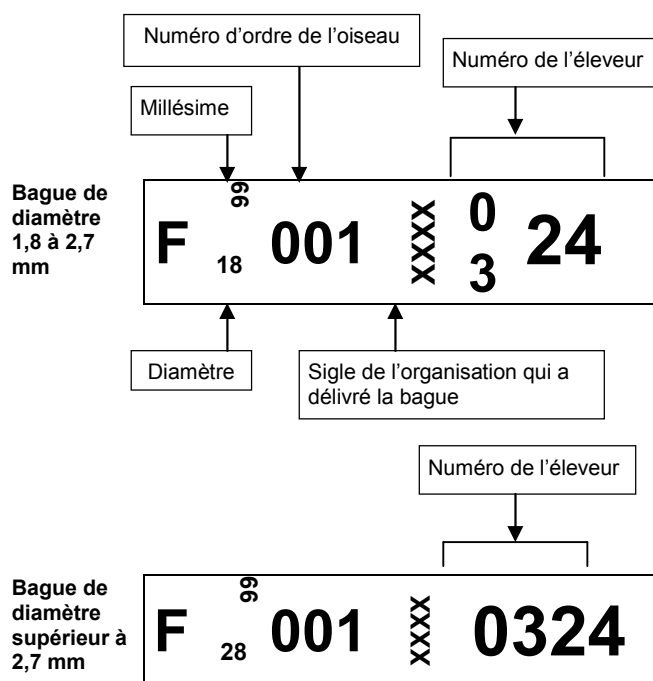 Numéro d'ordre de l'oiseau
Numéro de l'éleveur
Millésime
Bague de
diamètre
1,8 à 2,7
mm
F 99 18 001 XXXX 0 3 24
Diamètre
Sigle de l'organisation qui a
délivré la bague
Numéro de l'éleveur
Bague de
diamètre
supérieur à
2,7 mm
F 99 28 001 XXXX 0324